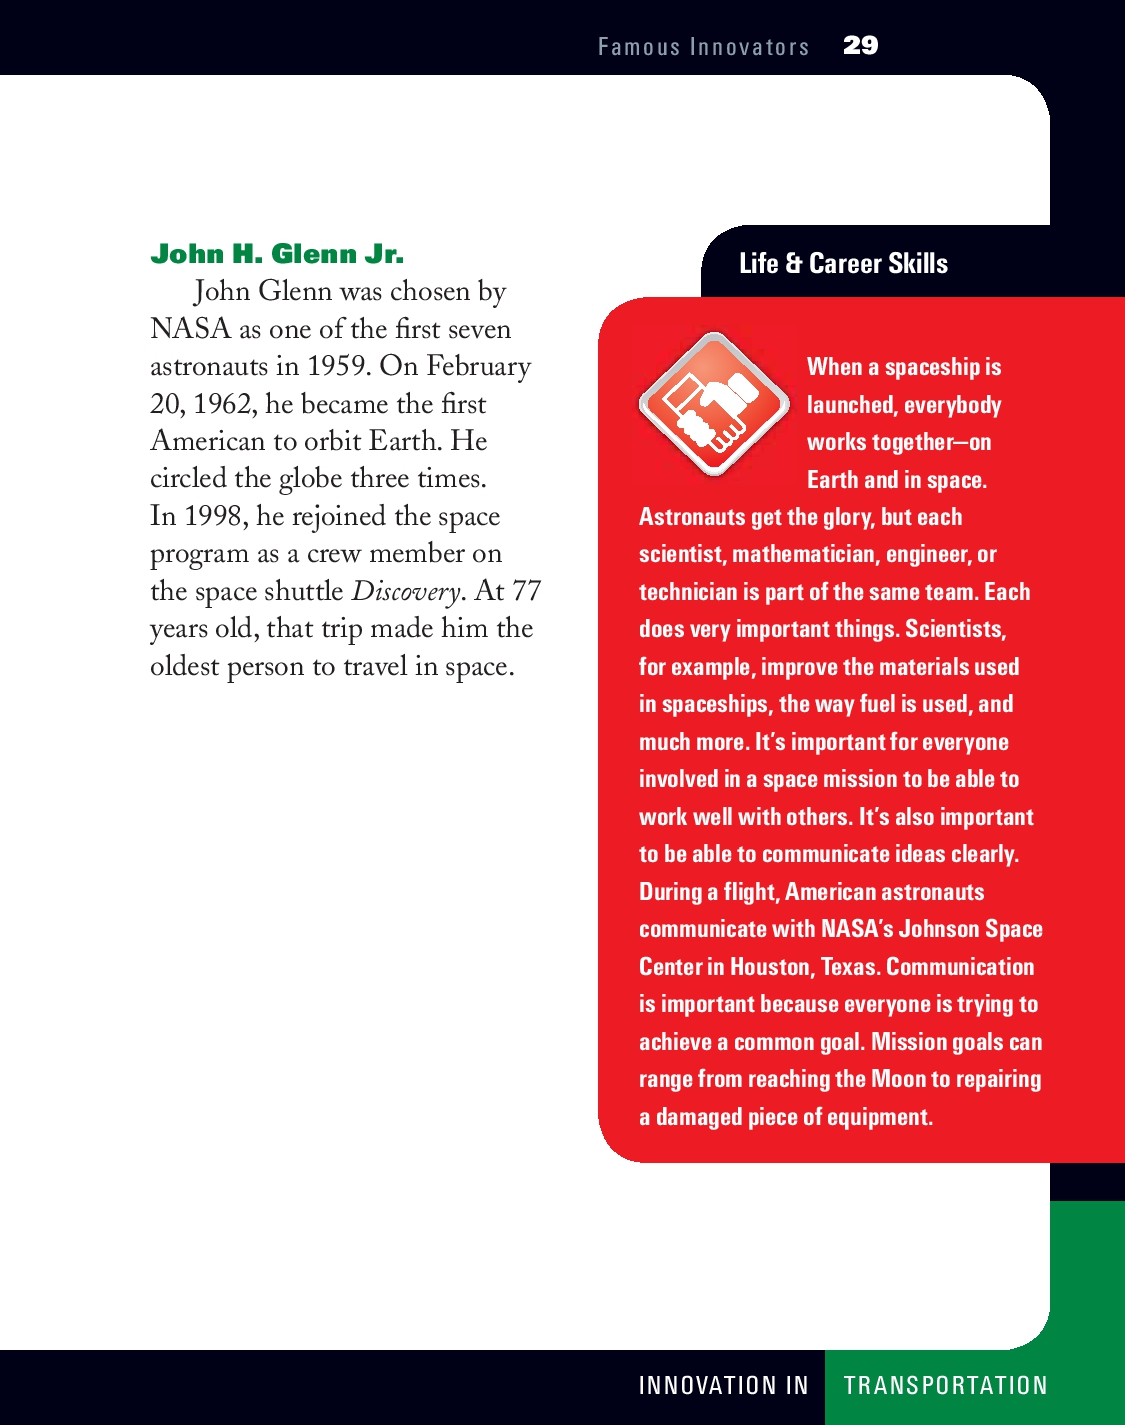 Famous Innovators 29
John H. Glenn Jr.
John Glenn was chosen by
NASA as one of the first seven
astronauts in 1959. On February
20, 1962, he became the first
American to orbit Earth. He
circled the globe three times.
In 1998, he rejoined the space
program as a crew member on
the space shuttle Discovery. At 77
years old, that trip made him the
oldest person to travel in space.
Life & Career Skills
When a spaceship is
launched, everybody
works together—on
Earth and in space.
Astronauts get the glory, but each
scientist, mathematician, engineer, or
technician is part of the same team. Each
does very important things. Scientists,
for example, improve the materials used
in spaceships, the way fuel is used, and
much more. It's important for everyone
involved in a space mission to be able to
work well with others. It's also important
to be able to communicate ideas clearly.
During a flight, American astronauts
communicate with NASA's Johnson Space
Center in Houston, Texas. Communication
is important because everyone is trying to
achieve a common goal. Mission goals can
range from reaching the Moon to repairing
a damaged piece of equipment.
INNOVATION IN TRANSPORTATION